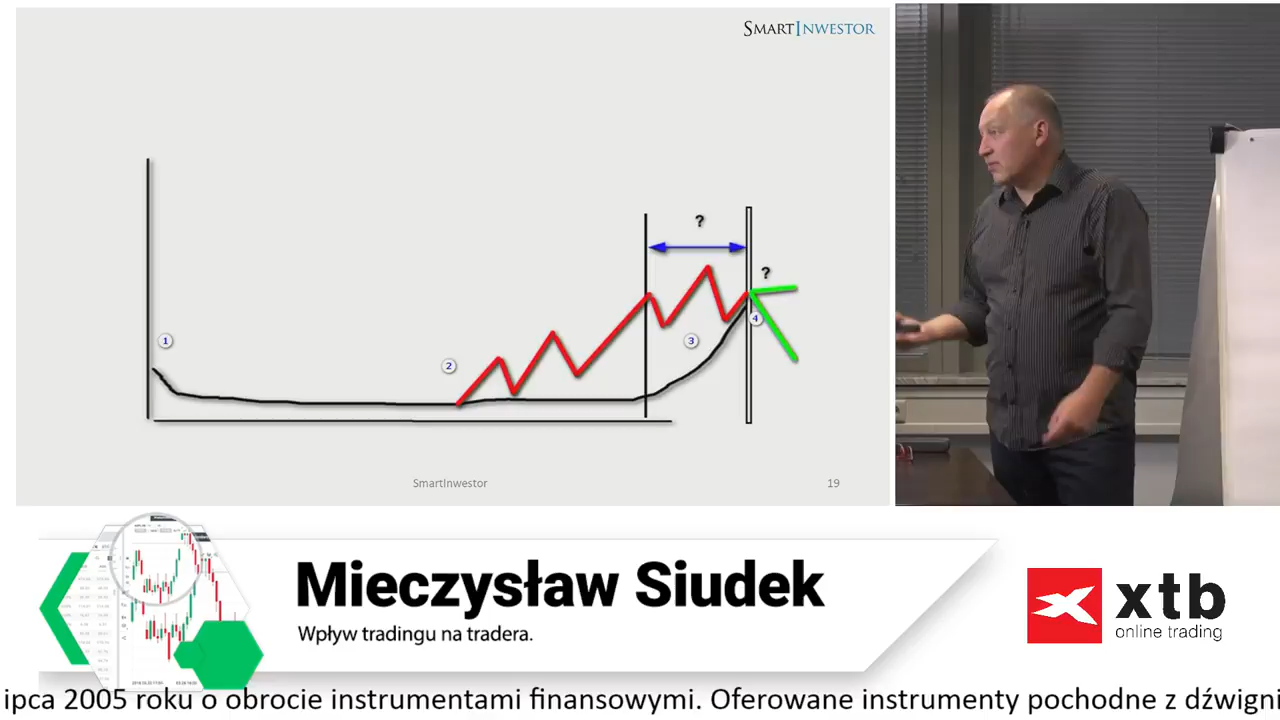 SMARTINWESTOR
?
?
1
2
3
4
SmartInwestor
19
Mieczysław Siudek
Wpływ tradingu na tradera.
xtb
online trading
ipca 2005 roku o obrocie instrumentami finansowymi. Oferowane instrumenty pochodne z dźwigni